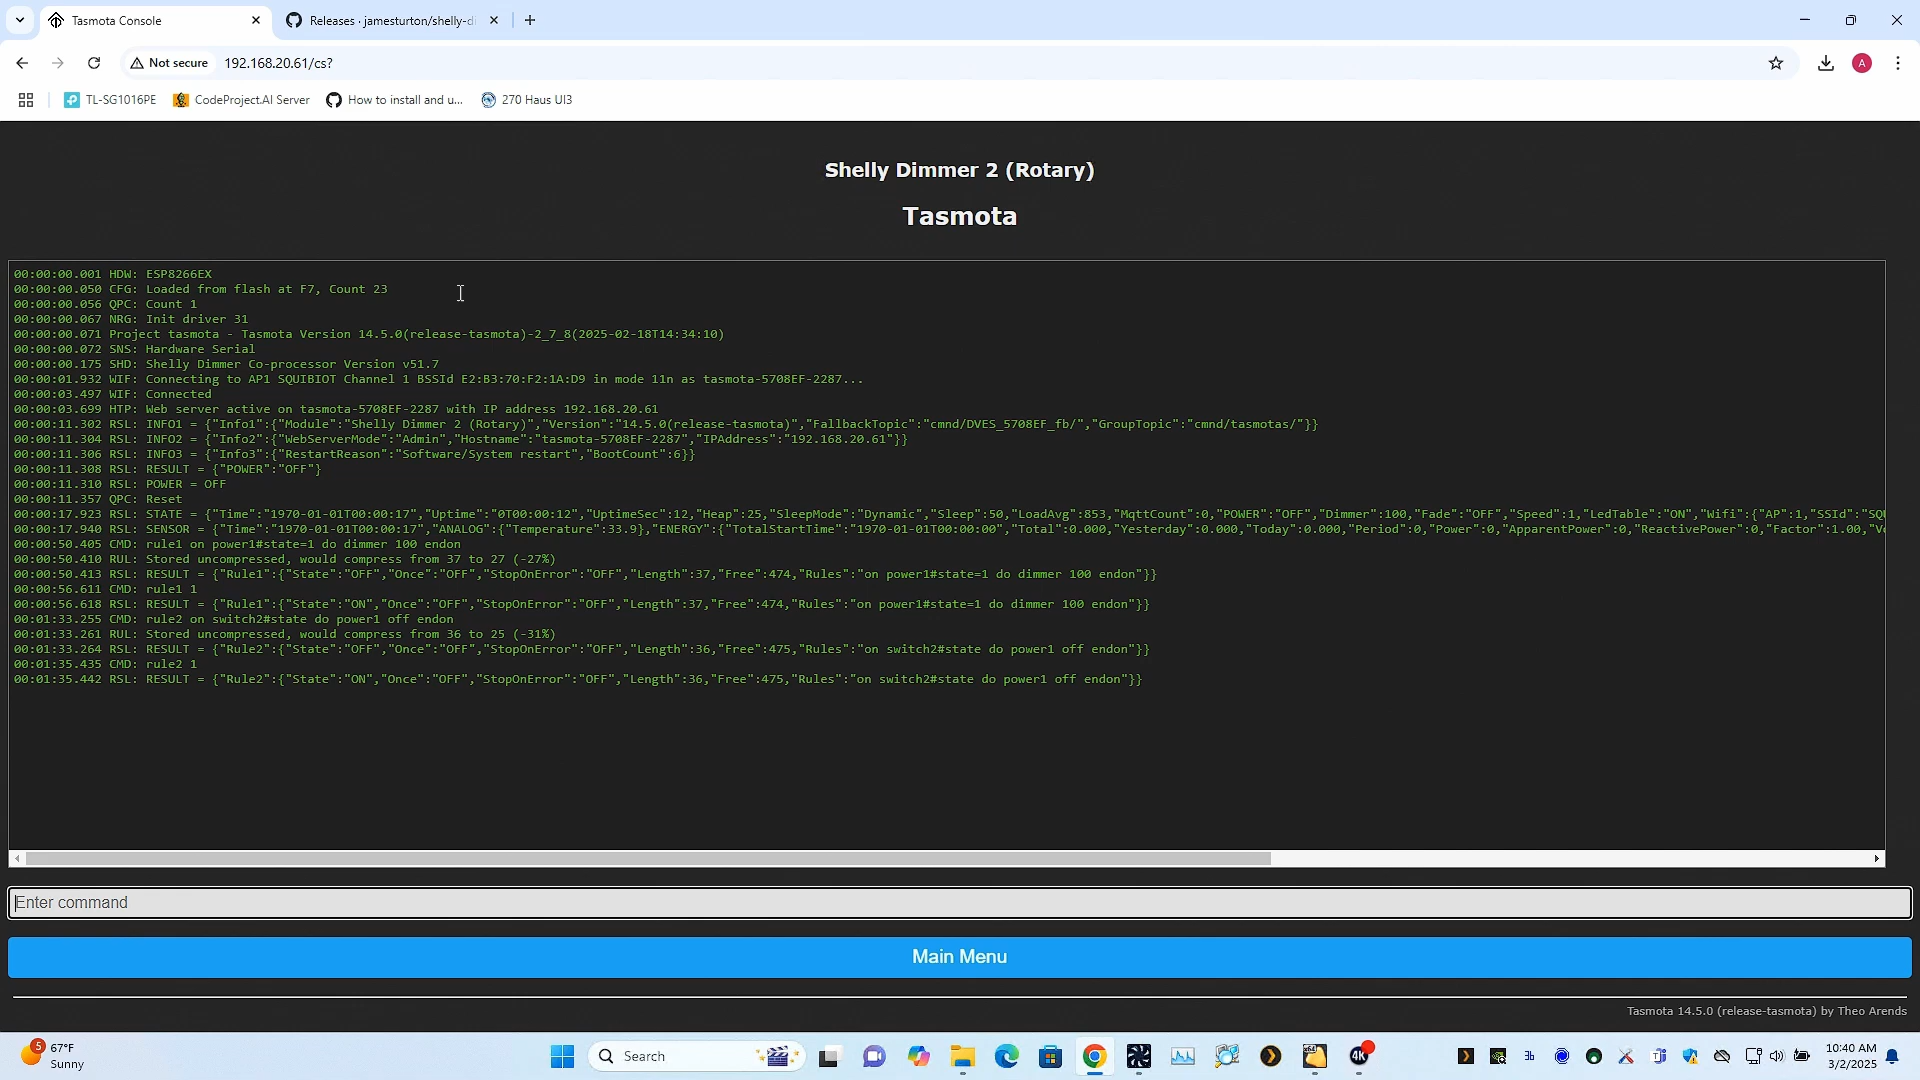 Tasmota Console
Releases · jamesturton/shelly-di
Not secure
192.168.20.61/cs?
A
TL-SG1016PE
CodeProject.AI Server
How to install and u...
270 Haus UI3
Shelly Dimmer 2 (Rotary)
Tasmota
00:00:00.001 HDW: ESP8266EX
00:00:00.050 CFG: Loaded from flash at F7, Count 23
00:00:00.056 QPC: Count 1
00:00:00.067 NRG: Init driver 31
00:00:00.071 Project tasmota - Tasmota Version 14.5.0(release-tasmota)-2_7_8(2025-02-18T14:34:10)
00:00:00.072 SNS: Hardware Serial
00:00:00.175 SHD: Shelly Dimmer Co-processor Version v51.7
00:00:01.932 WIF: Connecting to AP1 SQUIBIOT Channel 1 BSSId E2:B3:70:F2:1A:D9 in mode 11n as tasmota-5708EF-2287...
00:00:03.497 WIF: Connected
00:00:03.699 HTP: Web server active on tasmota-5708EF-2287 with IP address 192.168.20.61
00:00:11.302 RSL: INFO1 = {"Info1":{"Module":"Shelly Dimmer 2 (Rotary)","Version":"14.5.0(release-tasmota)","FallbackTopic":"cmnd/DVES_5708EF_fb/","GroupTopic":"cmnd/tasmotas/"}}
00:00:11.304 RSL: INFO2 = {"Info2":{"WebServerMode":"Admin","Hostname":"tasmota-5708EF-2287","IPAddress":"192.168.20.61"}}
00:00:11.306 RSL: INFO3 = {"Info3":{"RestartReason":"Software/System restart","BootCount":6}}
00:00:11.308 RSL: RESULT = {"POWER":"OFF"}
00:00:11.310 RSL: POWER = OFF
00:00:11.357 QPC: Reset
00:00:17.923 RSL: STATE = {"Time":"1970-01-01T00:00:17","Uptime":"0T00:00:12","UptimeSec":12,"Heap":25,"SleepMode":"Dynamic","Sleep":50,"LoadAvg":853,"MqttCount":0,"POWER":"OFF","Dimmer":100,"Fade":"OFF","Speed":1,"LedTable":"ON","Wifi":{"AP":1,"SSId":"SQU
00:00:17.940 RSL: SENSOR = {"Time":"1970-01-01T00:00:17","ANALOG":{"Temperature":33.9},"ENERGY":{"TotalStartTime":"1970-01-01T00:00:00","Total":0.000,"Yesterday":0.000,"Today":0.000,"Period":0,"Power":0,"ApparentPower":0,"ReactivePower":0,"Factor":1.00,"Vo
00:00:50.405 CMD: rule1 on power1#state=1 do dimmer 100 endon
00:00:50.410 RUL: Stored uncompressed, would compress from 37 to 27 (-27%)
00:00:50.413 RSL: RESULT = {"Rule1":{"State":"OFF","Once":"OFF","StopOnError":"OFF","Length":37,"Free":474,"Rules":"on power1#state=1 do dimmer 100 endon"}}
00:00:56.611 CMD: rule1 1
00:00:56.618 RSL: RESULT = {"Rule1":{"State":"ON","Once":"OFF","StopOnError":"OFF","Length":37,"Free":474,"Rules":"on power1#state=1 do dimmer 100 endon"}}
00:01:33.255 CMD: rule2 on switch2#state do power1 off endon
00:01:33.261 RUL: Stored uncompressed, would compress from 36 to 25 (-31%)
00:01:33.264 RSL: RESULT = {"Rule2":{"State":"OFF","Once":"OFF","StopOnError":"OFF","Length":36,"Free":475,"Rules":"on switch2#state do power1 off endon"}}
00:01:35.435 CMD: rule2 1
00:01:35.442 RSL: RESULT = {"Rule2":{"State":"ON","Once":"OFF","StopOnError":"OFF","Length":36,"Free":475,"Rules":"on switch2#state do power1 off endon"}}
Enter command
Main Menu
Tasmota 14.5.0 (release-tasmota) by Theo Arends
5
67°F
Sunny
Search
x64
4K
3b
10:40 AM
3/2/2025